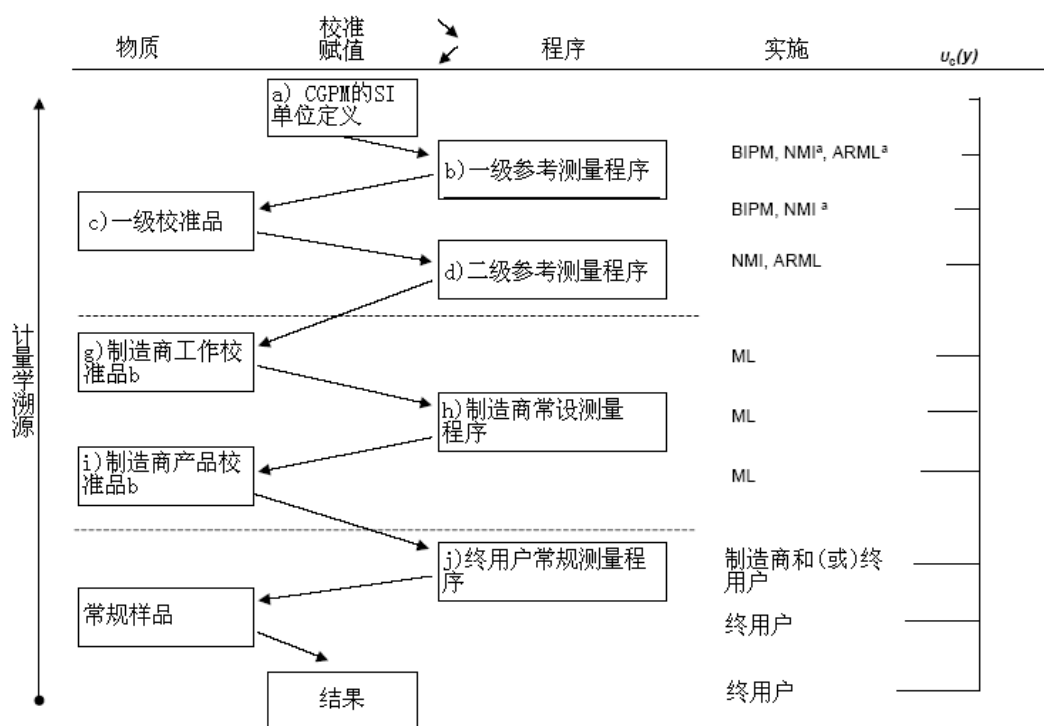 物质
校准
赋值
程序
实施
uc(y)
a) CGPM的SI
单位定义
b)一级参考测量程序
BIPM, NMIᵃ, ARMLᵃ
c)一级校准品
BIPM, NMI ᵃ
d)二级参考测量程序
NMI, ARML
计量学溯源
g)制造商工作校
准品b
ML
h)制造商常设测量
程序
ML
i)制造商产品校
准品b
ML
j)终用户常规测量程
序
制造商和(或)终
用户
常规样品
终用户
结果
终用户